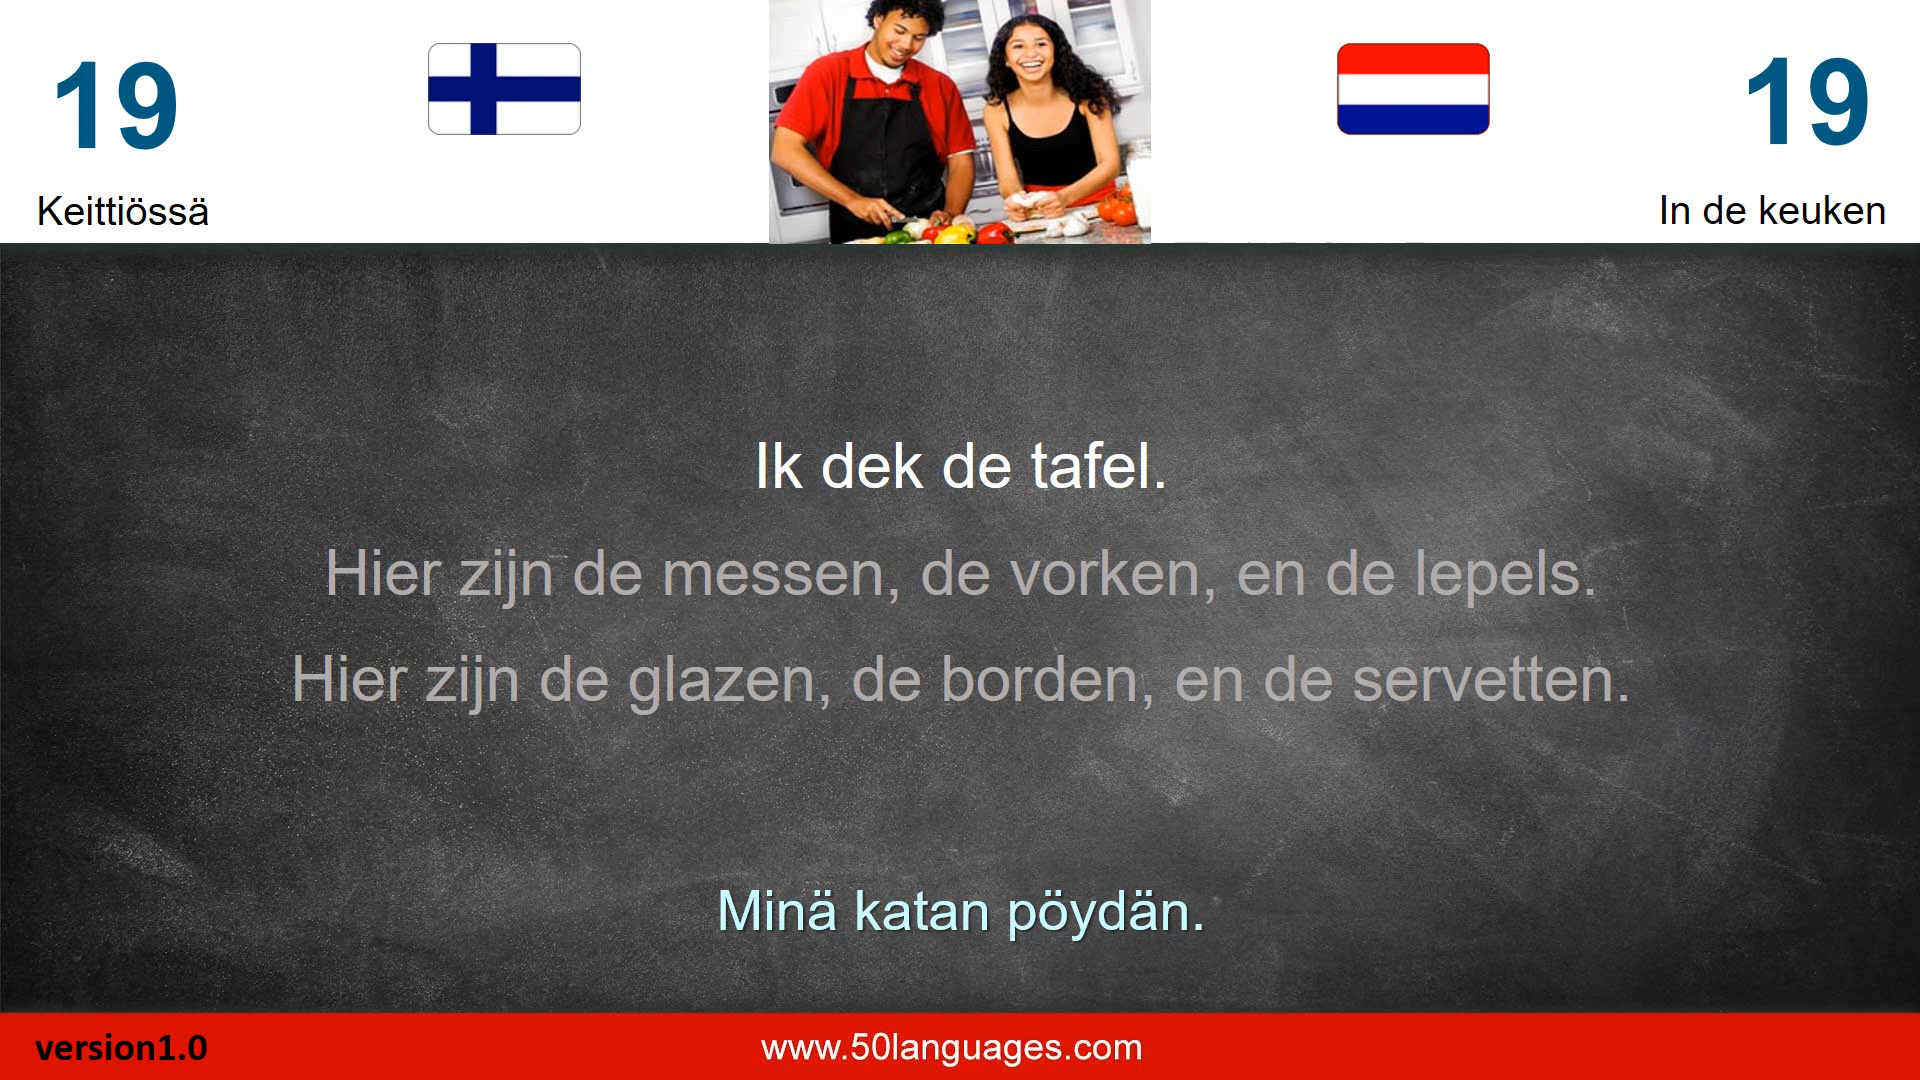 19
19
Keittiössä
In de keuken
Ik dek de tafel.
Hier zijn de messen, de vorken, en de lepels.
Hier zijn de glazen, de borden, en de servetten.
Minä katan pöydän.
version1.0
www.50languages.com